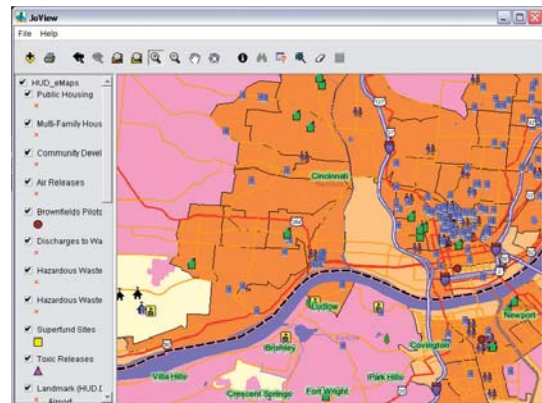 JoView
File Help
HUD_eMaps
Public Housing
Multi-Family Hous
Community Devel
Air Releases
Brownfields Pilots
Discharges to Wa
Hazardous Waste
Hazardous Waste
Superfund Sites
Toxic Releases
Landmark (HUD.D
Airport
Cincinnati
Hamilton
Ludlow
Newport
Bromley
Covington
Villa Hills
Park Hills
Crescent Springs
Fort Wright